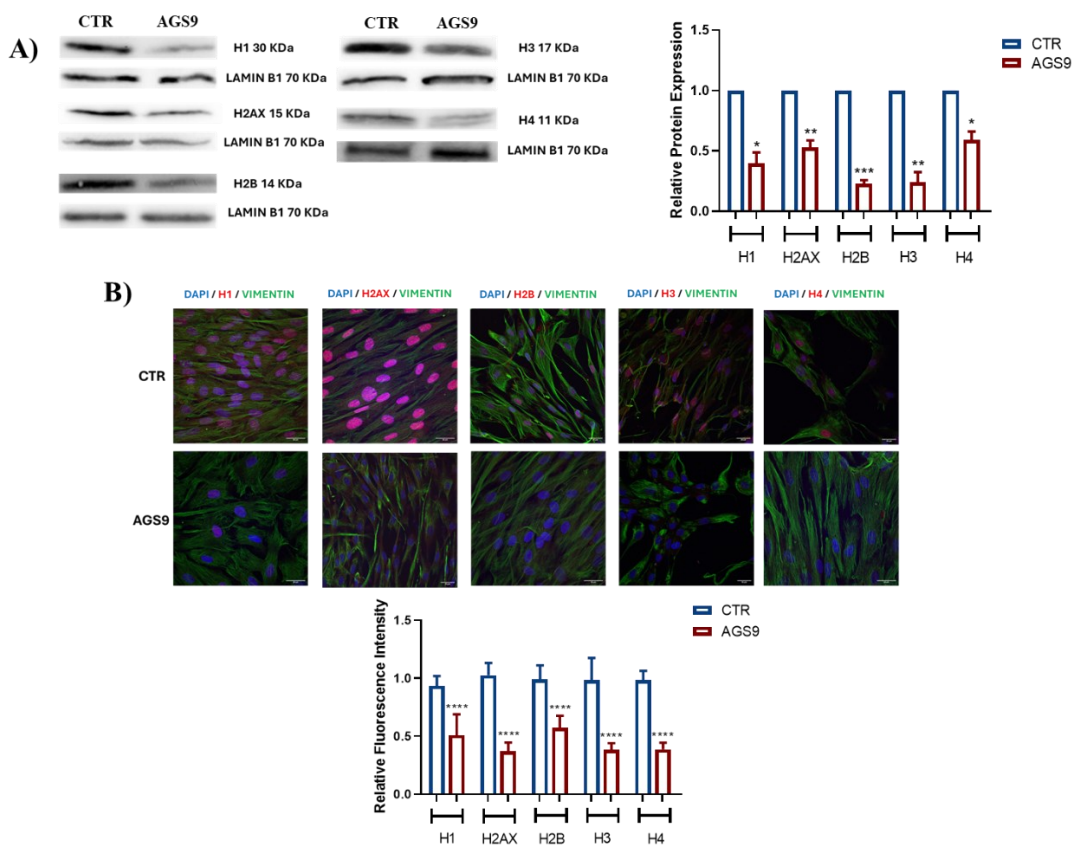 A)
CTR AGS9
H1 30 KDa
LAMIN B1 70 KDa
H2AX 15 KDa
LAMIN B1 70 KDa
H2B 14 KDa
LAMIN B1 70 KDa
CTR AGS9
H3 17 KDa
LAMIN B1 70 KDa
H4 11 KDa
LAMIN B1 70 KDa
Relative Protein Expression
1.5
1.0
0.5
0.0
* ** *** ** *
H1 H2AX H2B H3 H4
CTR
AGS9
B)
DAPI / H1 / VIMENTIN
DAPI / H2AX / VIMENTIN
DAPI / H2B / VIMENTIN
DAPI / H3 / VIMENTIN
DAPI / H4 / VIMENTIN
CTR
AGS9
Relative Fluorescence Intensity
1.5
1.0
0.5
0.0
**** **** **** **** ****
H1 H2AX H2B H3 H4
CTR
AGS9